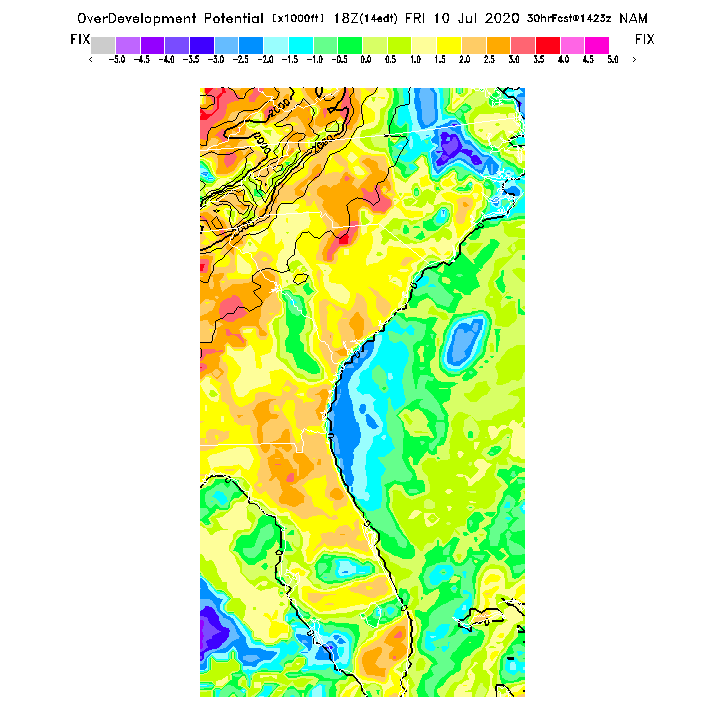 OverDevelopment Potential [x1000ft] 18Z(14edt) FRI 10 Jul 2020 30hrFcst@1423z NAM
FIX FIX
< -5.0 -4.5 -4.0 -3.5 -3.0 -2.5 -2.0 -1.5 -1.0 -0.5 0.0 0.5 1.0 1.5 2.0 2.5 3.0 3.5 4.0 4.5 5.0 >
2000
2000